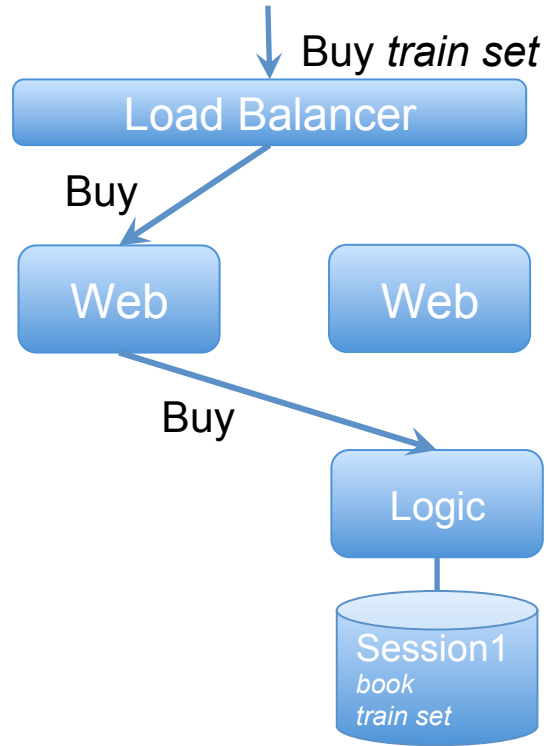 Buy train set
Load Balancer
Buy
Web
Web
Buy
Logic
Session1
book
train set